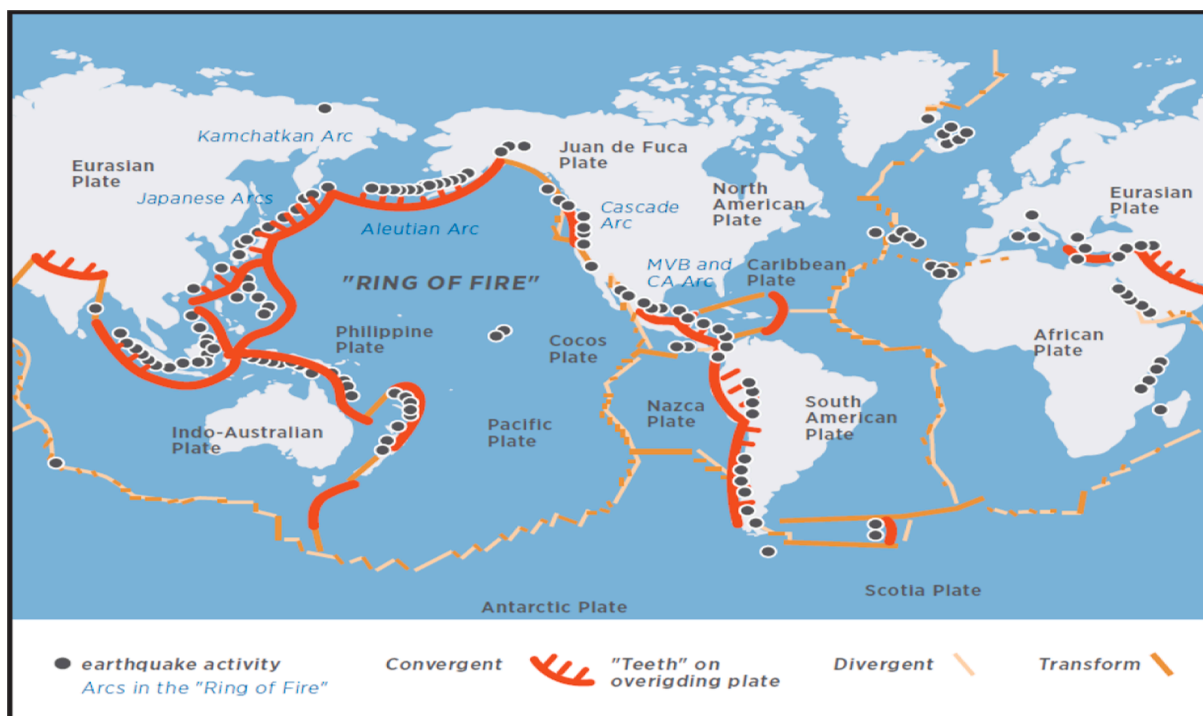 Kamchatkan Arc
Eurasian
Plate
Japanese Arcs
Aleutian Arc
Juan de Fuca
Plate
North
American
Plate
Cascade
Arc
Eurasian
Plate
"RING OF FIRE"
MVB and
CA Arc
Caribbean
Plate
Philippine
Plate
Cocos
Plate
African
Plate
Indo-Australian
Plate
Pacific
Plate
Nazca
Plate
South
American
Plate
Antarctic Plate
Scotia Plate
earthquake activity
Arcs in the "Ring of Fire"
Convergent
"Teeth" on
overigding plate
Divergent
Transform